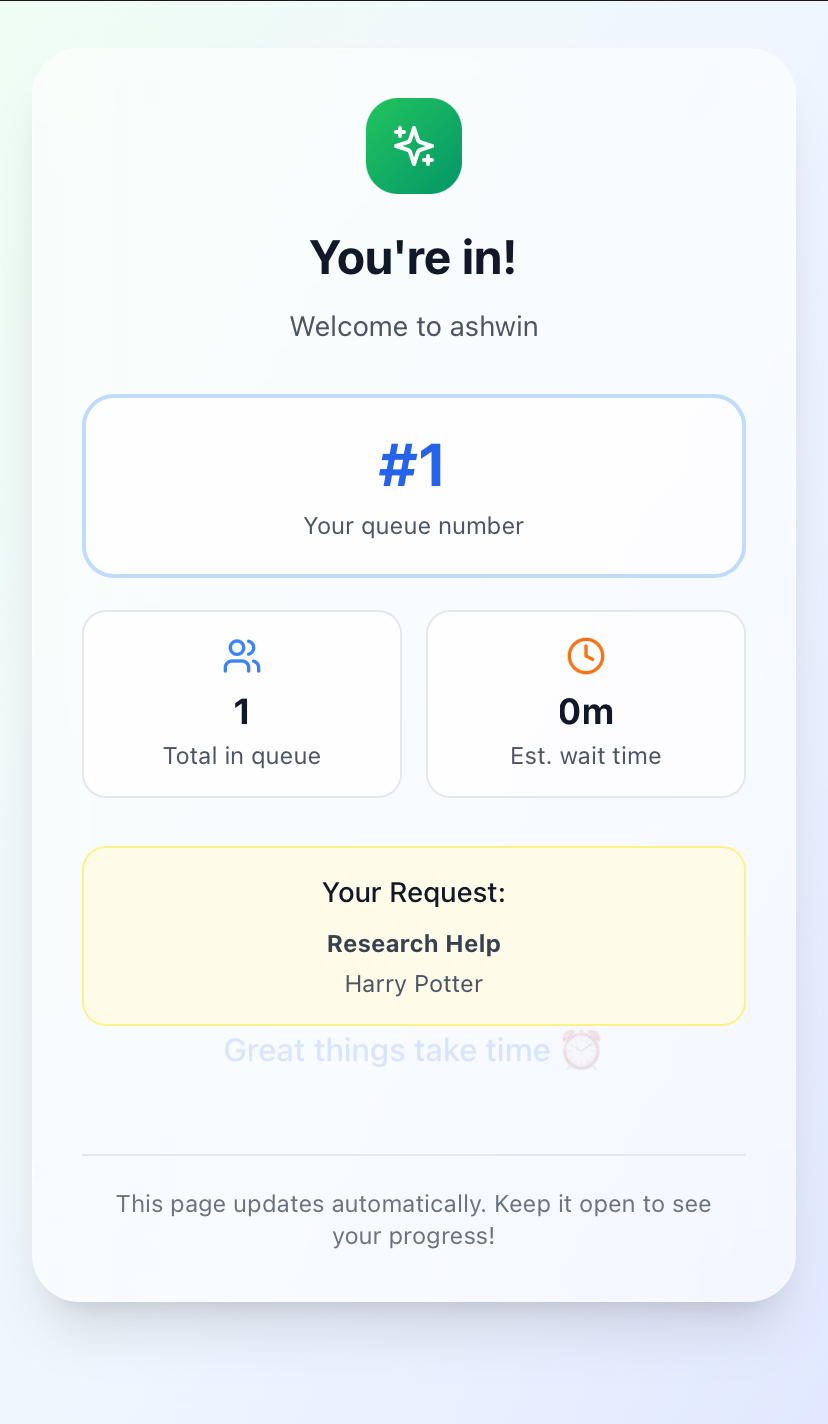 You're in!
Welcome to ashwin
#1
Your queue number
1
Total in queue
0m
Est. wait time
Your Request:
Research Help
Harry Potter
Great things take time ⏰
This page updates automatically. Keep it open to see
your progress!